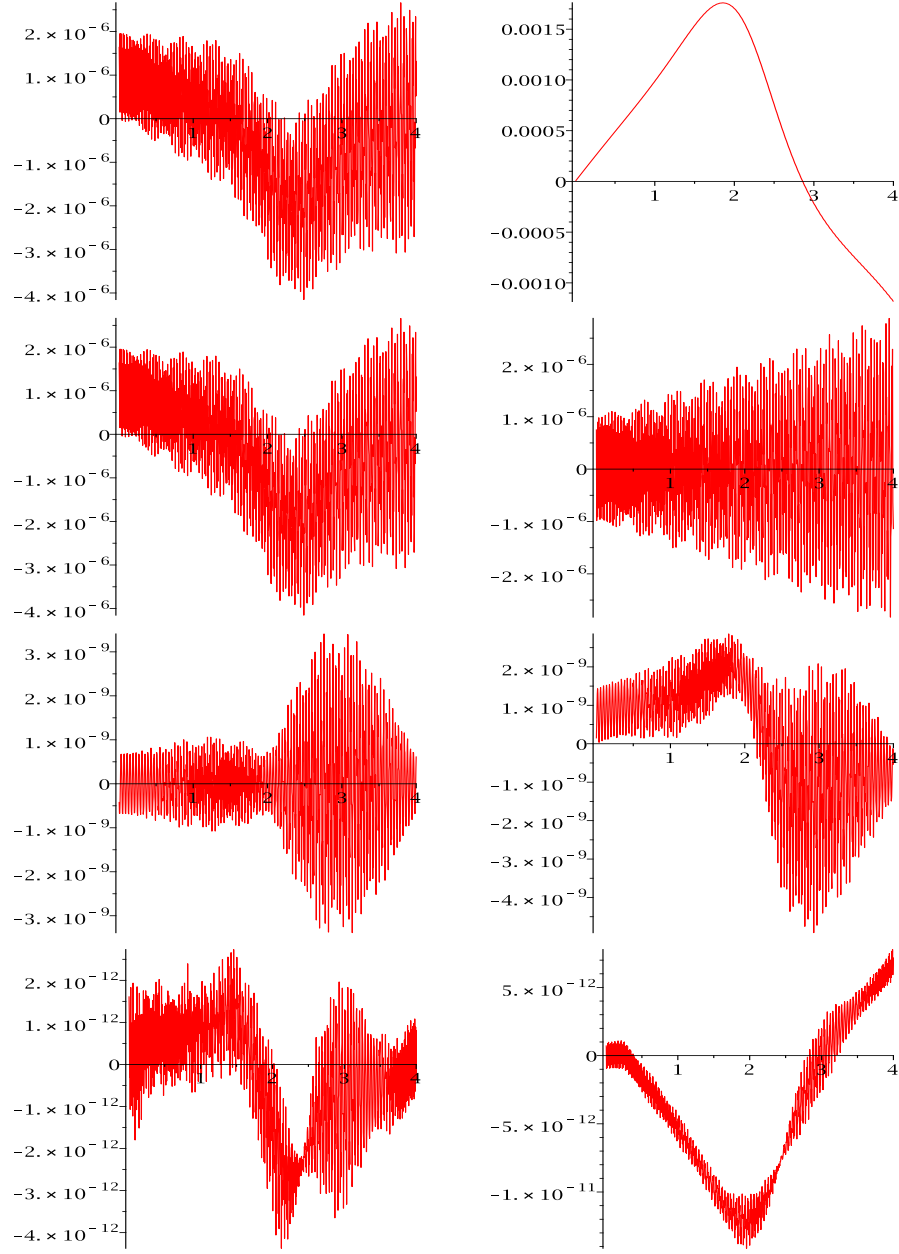 2. × 10 -6
1. × 10 -6
0
-1. × 10 -6
-2. × 10 -6
-3. × 10 -6
-4. × 10 -6
1 2 3 4
0.0015
0.0010
0.0005
0
-0.0005
-0.0010
1 2 3 4
2. × 10 -6
1. × 10 -6
0
-1. × 10 -6
-2. × 10 -6
-3. × 10 -6
-4. × 10 -6
1 2 3 4
2. × 10 -6
1. × 10 -6
0
-1. × 10 -6
-2. × 10 -6
1 2 3 4
3. × 10 -9
2. × 10 -9
1. × 10 -9
0
-1. × 10 -9
-2. × 10 -9
-3. × 10 -9
1 2 3 4
2. × 10 -9
1. × 10 -9
0
-1. × 10 -9
-2. × 10 -9
-3. × 10 -9
-4. × 10 -9
1 2 3 4
2. × 10 -12
1. × 10 -12
0
-1. × 10 -12
-2. × 10 -12
-3. × 10 -12
-4. × 10 -12
1 2 3 4
5. × 10 -12
0
-5. × 10 -12
-1. × 10 -11
1 2 3 4